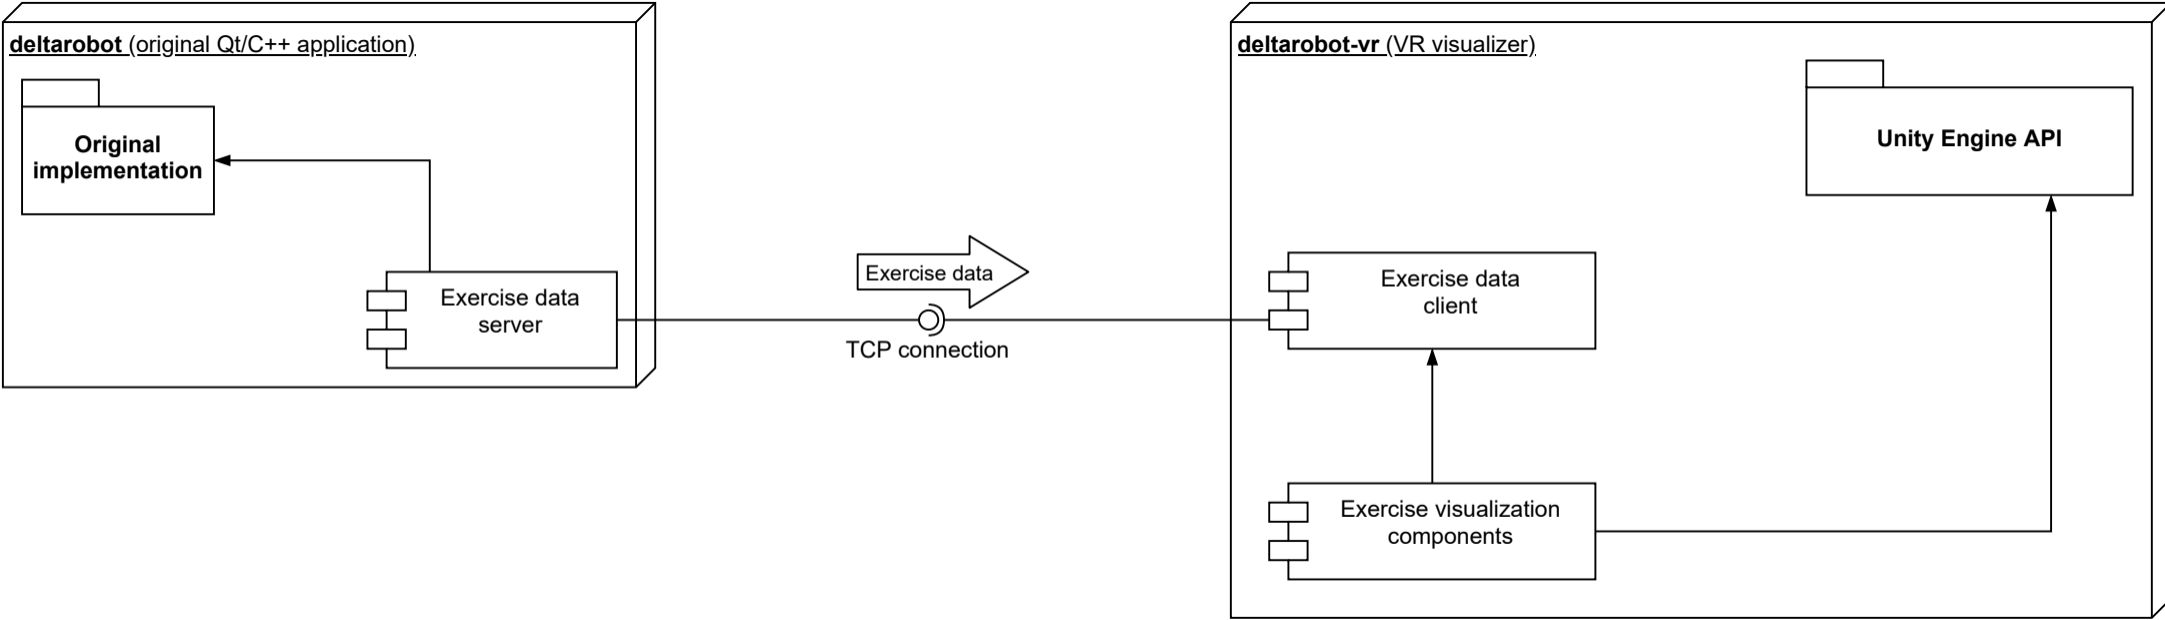 deltarobot (original Qt/C++ application)
Original
implementation
Exercise data
server
Exercise data
TCP connection
deltarobot-vr (VR visualizer)
Unity Engine API
Exercise data
client
Exercise visualization
components